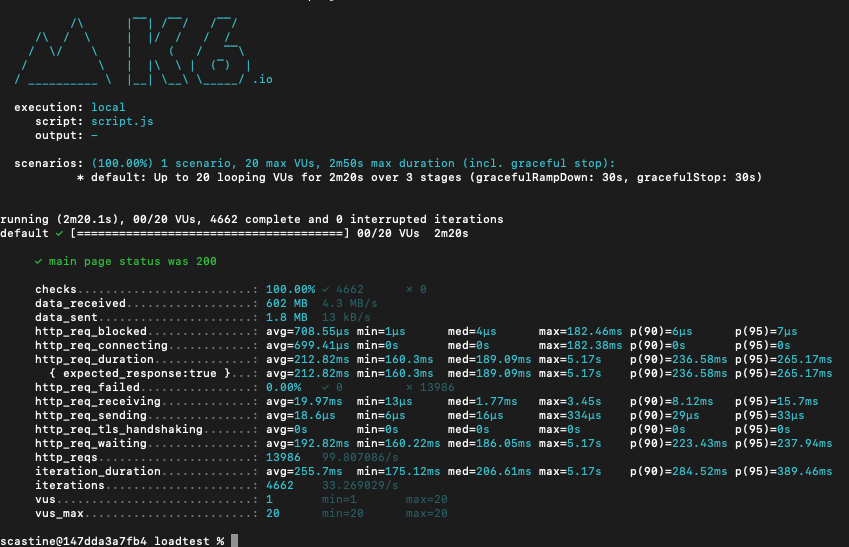 .io
execution: local
script: script.js
output: -
scenarios: (100.00%) 1 scenario, 20 max VUs, 2m50s max duration (incl. graceful stop):
* default: Up to 20 looping VUs for 2m20s over 3 stages (gracefulRampDown: 30s, gracefulStop: 30s)
running (2m20.1s), 00/20 VUs, 4662 complete and 0 interrupted iterations
default ✓ [======================================] 00/20 VUs  2m20s
✓ main page status was 200
checks.........................: 100.00% ✓ 4662      ✗ 0
data_received..................: 602 MB  4.3 MB/s
data_sent......................: 1.8 MB  13 kB/s
http_req_blocked...............: avg=708.55µs min=1µs      med=4µs      max=182.46ms p(90)=6µs      p(95)=7µs
http_req_connecting............: avg=699.41µs min=0s       med=0s       max=182.38ms p(90)=0s       p(95)=0s
http_req_duration..............: avg=212.82ms min=160.3ms  med=189.09ms max=5.17s    p(90)=236.58ms p(95)=265.17ms
{ expected_response:true }...: avg=212.82ms min=160.3ms  med=189.09ms max=5.17s    p(90)=236.58ms p(95)=265.17ms
http_req_failed................: 0.00%   ✓ 0         ✗ 13986
http_req_receiving.............: avg=19.97ms  min=13µs     med=1.77ms   max=3.45s    p(90)=8.12ms   p(95)=15.7ms
http_req_sending...............: avg=18.6µs   min=6µs      med=16µs     max=334µs    p(90)=29µs     p(95)=33µs
http_req_tls_handshaking.......: avg=0s       min=0s       med=0s       max=0s       p(90)=0s       p(95)=0s
http_req_waiting...............: avg=192.82ms min=160.22ms med=186.05ms max=5.17s    p(90)=223.43ms p(95)=237.94ms
http_reqs......................: 13986   99.807086/s
iteration_duration.............: avg=255.7ms  min=175.12ms med=206.61ms max=5.17s    p(90)=284.52ms p(95)=389.46ms
iterations.....................: 4662    33.269029/s
vus............................: 1       min=1       max=20
vus_max........................: 20      min=20      max=20
scastine@147dda3a7fb4 loadtest %